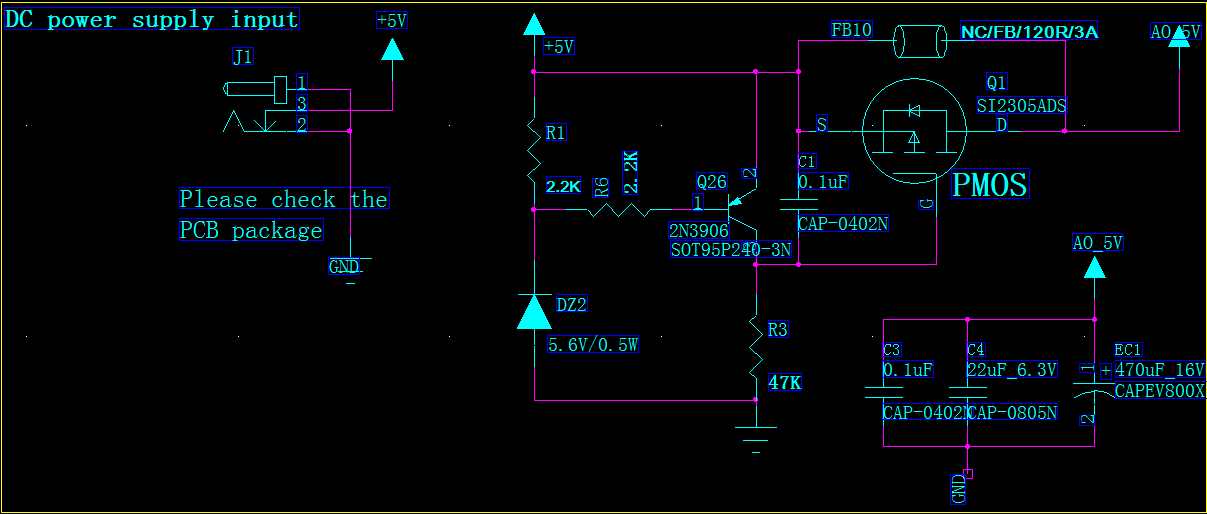 DC power supply input
+5V
J1
1
3
2
Please check the
PCB package
GND
+5V
R1
2.2K
R6
2.2K
Q26
1
2
3
2N3906
SOT95P240-3N
DZ2
5.6V/0.5W
R3
47K
C1
0.1uF
CAP-0402N
FB10
NC/FB/120R/3A
Q1
SI2305ADS
S
D
G
PMOS
AO_5V
AO_5V
C3
0.1uF
CAP-0402N
C4
22uF_6.3V
CAP-0805N
EC1
1
+
470uF_16V
CAPEV800X
2
GND